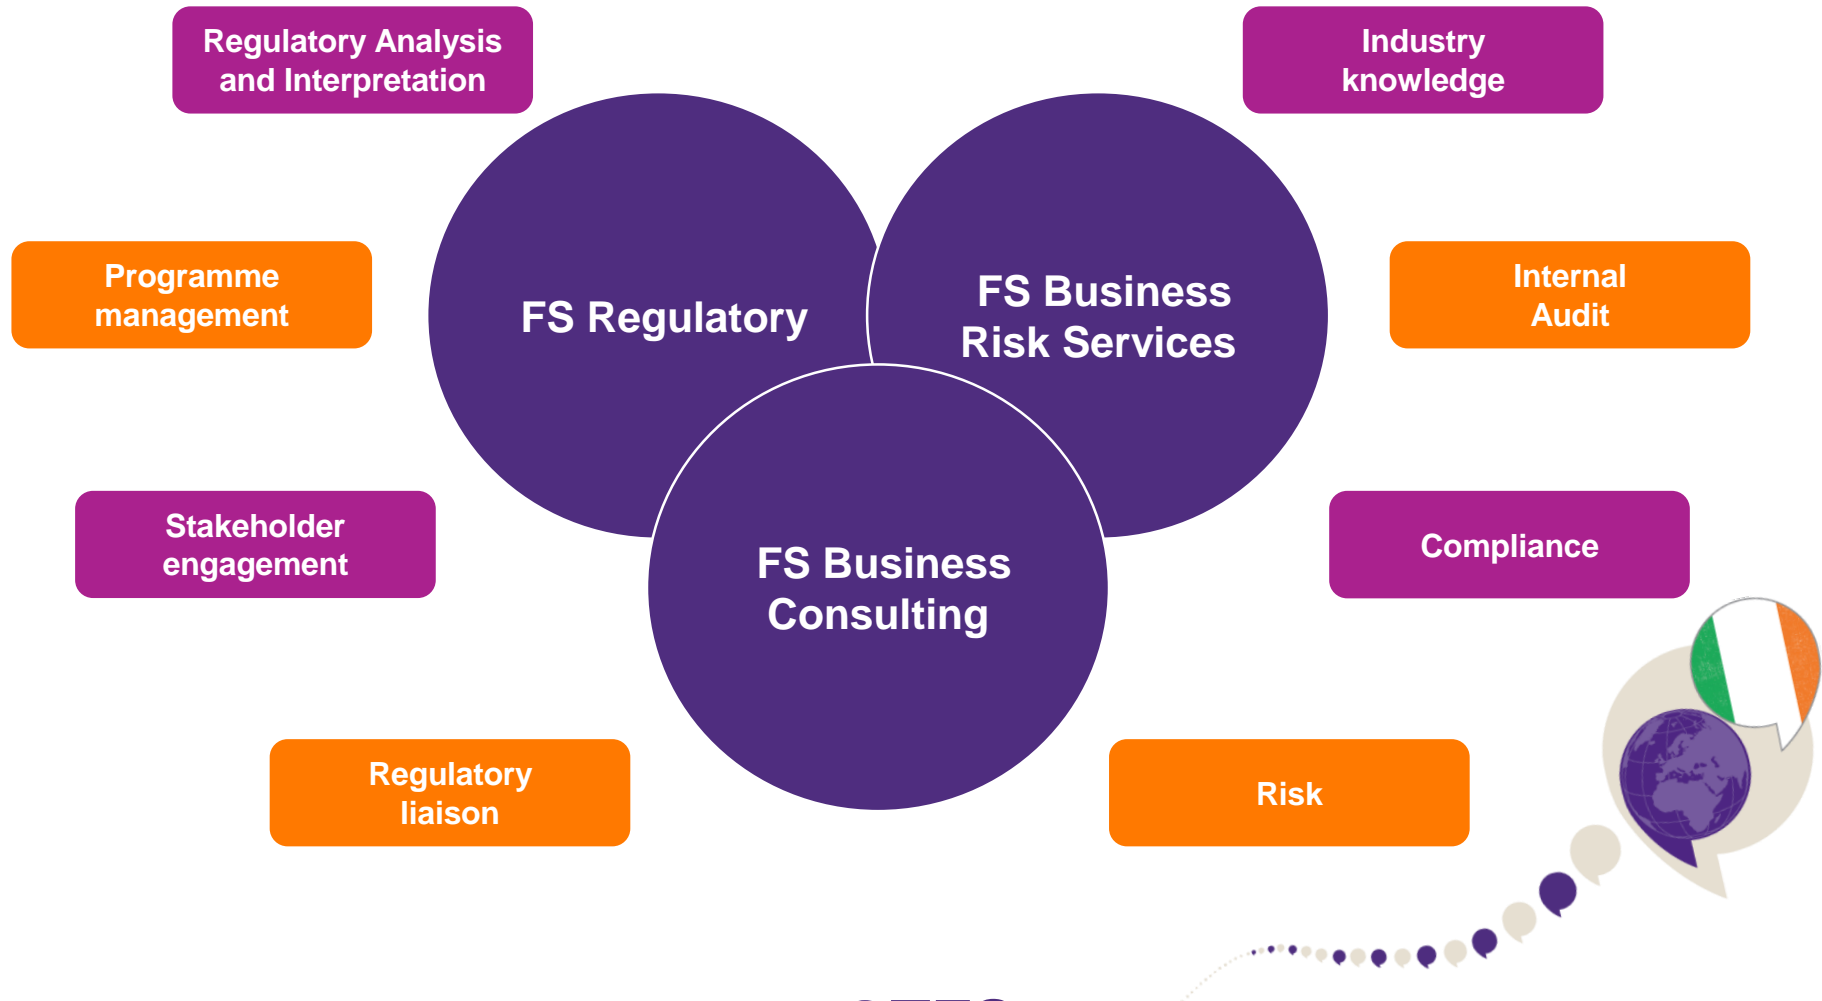 Regulatory Analysis
and Interpretation
Industry
knowledge
Programme
management
FS Regulatory
FS Business
Risk Services
Internal
Audit
Stakeholder
engagement
FS Business
Consulting
Compliance
Regulatory
liaison
Risk